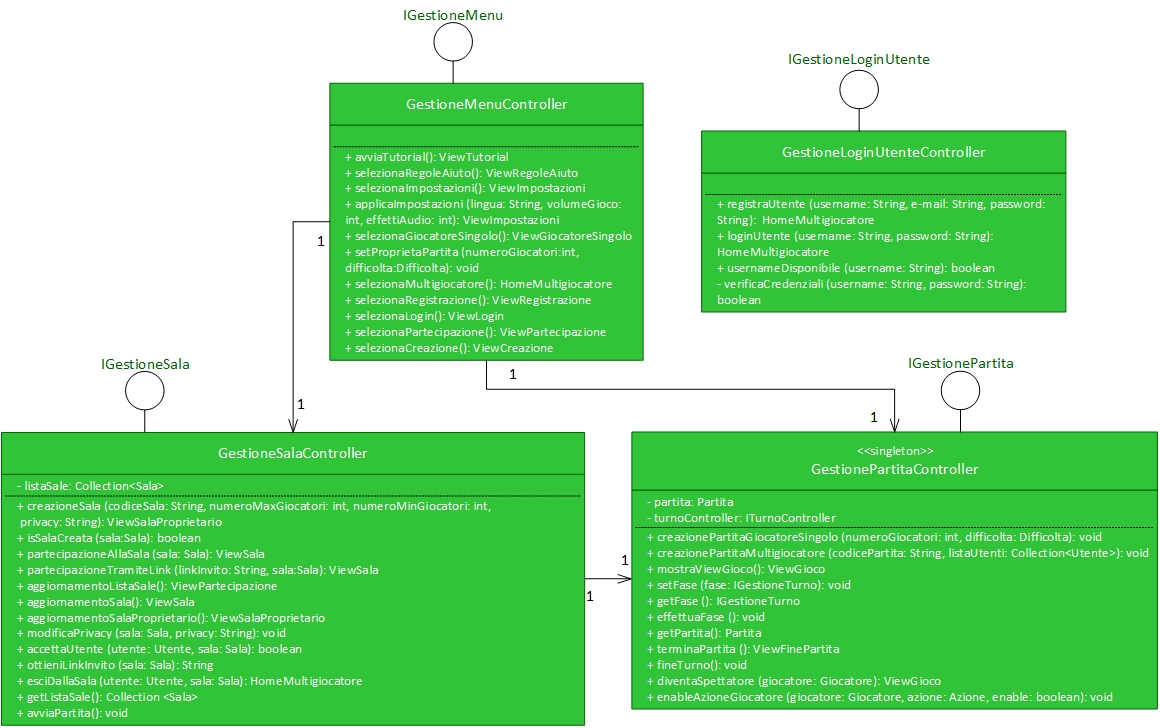 IGestioneMenu
GestioneMenuController
+ avviaTutorial(): ViewTutorial
+ selezionaRegoleAiuto(): ViewRegoleAiuto
+ selezionaImpostazioni(): ViewImpostazioni
+ applicaImpostazioni (lingua: String, volumeGioco:
int, effettiAudio: int): ViewImpostazioni
+ selezionaGiocatoreSingolo(): ViewGiocatoreSingolo
+ setProprietaPartita (numeroGiocatori:int,
difficolta:Difficolta): void
+ selezionaMultigiocatore(): HomeMultigiocatore
+ selezionaRegistrazione(): ViewRegistrazione
+ selezionaLogin(): ViewLogin
+ selezionaPartecipazione(): ViewPartecipazione
+ selezionaCreazione(): ViewCreazione
IGestioneLoginUtente
GestioneLoginUtenteController
+ registraUtente (username: String, e-mail: String, password:
String): HomeMultigiocatore
+ loginUtente (username: String, password: String):
HomeMultigiocatore
+ usernameDisponibile (username: String): boolean
- verificaCredenziali (username: String, password: String):
boolean
1
1
1
1
IGestioneSala
GestioneSalaController
- listaSale: Collection<Sala>
+ creazioneSala (codiceSala: String, numeroMaxGiocatori: int, numeroMinGiocatori: int,
privacy: String): ViewSalaProprietario
+ isSalaCreata (sala:Sala): boolean
+ partecipazioneAllaSala (sala: Sala): ViewSala
+ partecipazioneTramiteLink (linkInvito: String, sala:Sala): ViewSala
+ aggiornamentoListaSale(): ViewPartecipazione
+ aggiornamentoSala(): ViewSala
+ aggiornamentoSalaProprietario(): ViewSalaProprietario
+ modificaPrivacy (sala: Sala, privacy: String): void
+ accettaUtente (utente: Utente, sala: Sala): boolean
+ ottieniLinkInvito (sala: Sala): String
+ esciDallaSala (utente: Utente, sala: Sala): HomeMultigiocatore
+ getListaSale(): Collection <Sala>
+ avviaPartita(): void
1
1
IGestionePartita
<<singleton>>
GestionePartitaController
- partita: Partita
- turnoController: ITurnoController
+ creazionePartitaGiocatoreSingolo (numeroGiocatori: int, difficolta: Difficolta): void
+ creazionePartitaMultigiocatore (codicePartita: String, listaUtenti: Collection<Utente>): void
+ mostraViewGioco(): ViewGioco
+ setFase (fase: IGestioneTurno): void
+ getFase (): IGestioneTurno
+ effettuaFase (): void
+ getPartita(): Partita
+ terminaPartita (): ViewFinePartita
+ fineTurno(): void
+ diventaSpettatore (giocatore: Giocatore): ViewGioco
+ enableAzioneGiocatore (giocatore: Giocatore, azione: Azione, enable: boolean): void